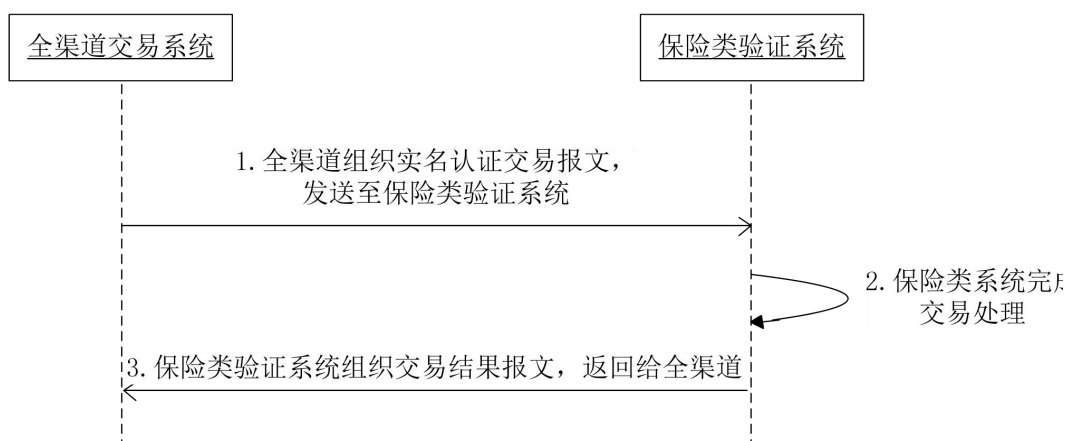 全渠道交易系统
保险类验证系统
1.全渠道组织实名认证交易报文，
发送至保险类验证系统
2.保险类系统完
交易处理
3.保险类验证系统组织交易结果报文，返回给全渠道